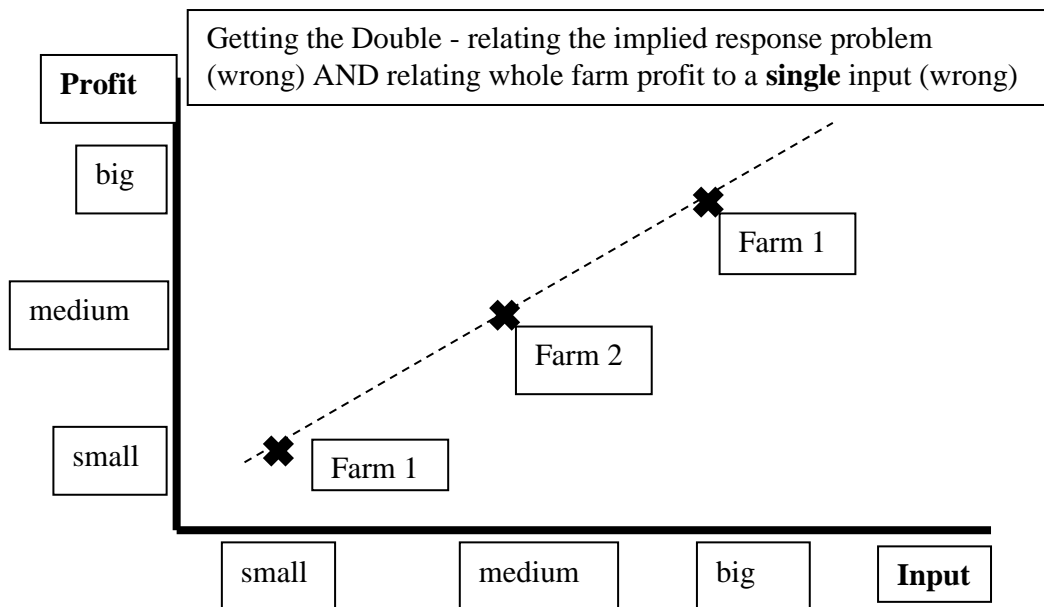 Getting the Double - relating the implied response problem
(wrong) AND relating whole farm profit to a single input (wrong)
Profit
big
Farm 1
medium
Farm 2
small
Farm 1
small
medium
big
Input